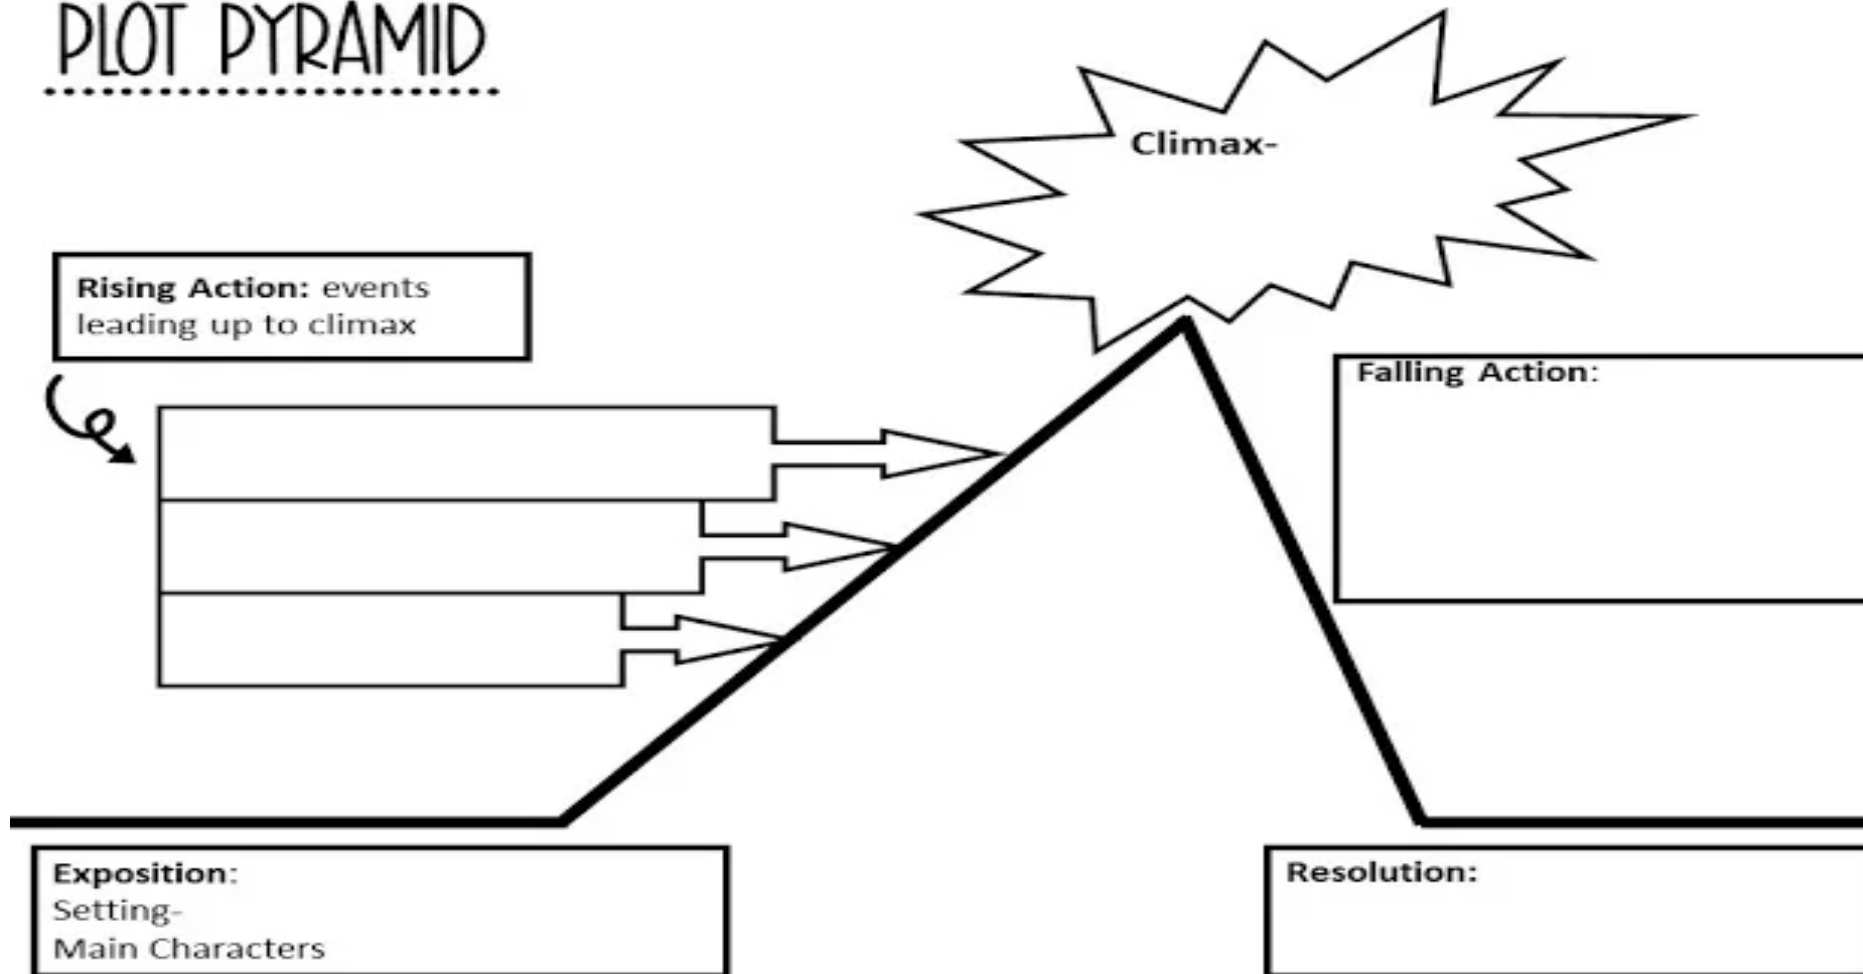 PLOT PYRAMID
Climax-
Rising Action: events
leading up to climax
Falling Action:
Exposition:
Setting-
Main Characters
Resolution: